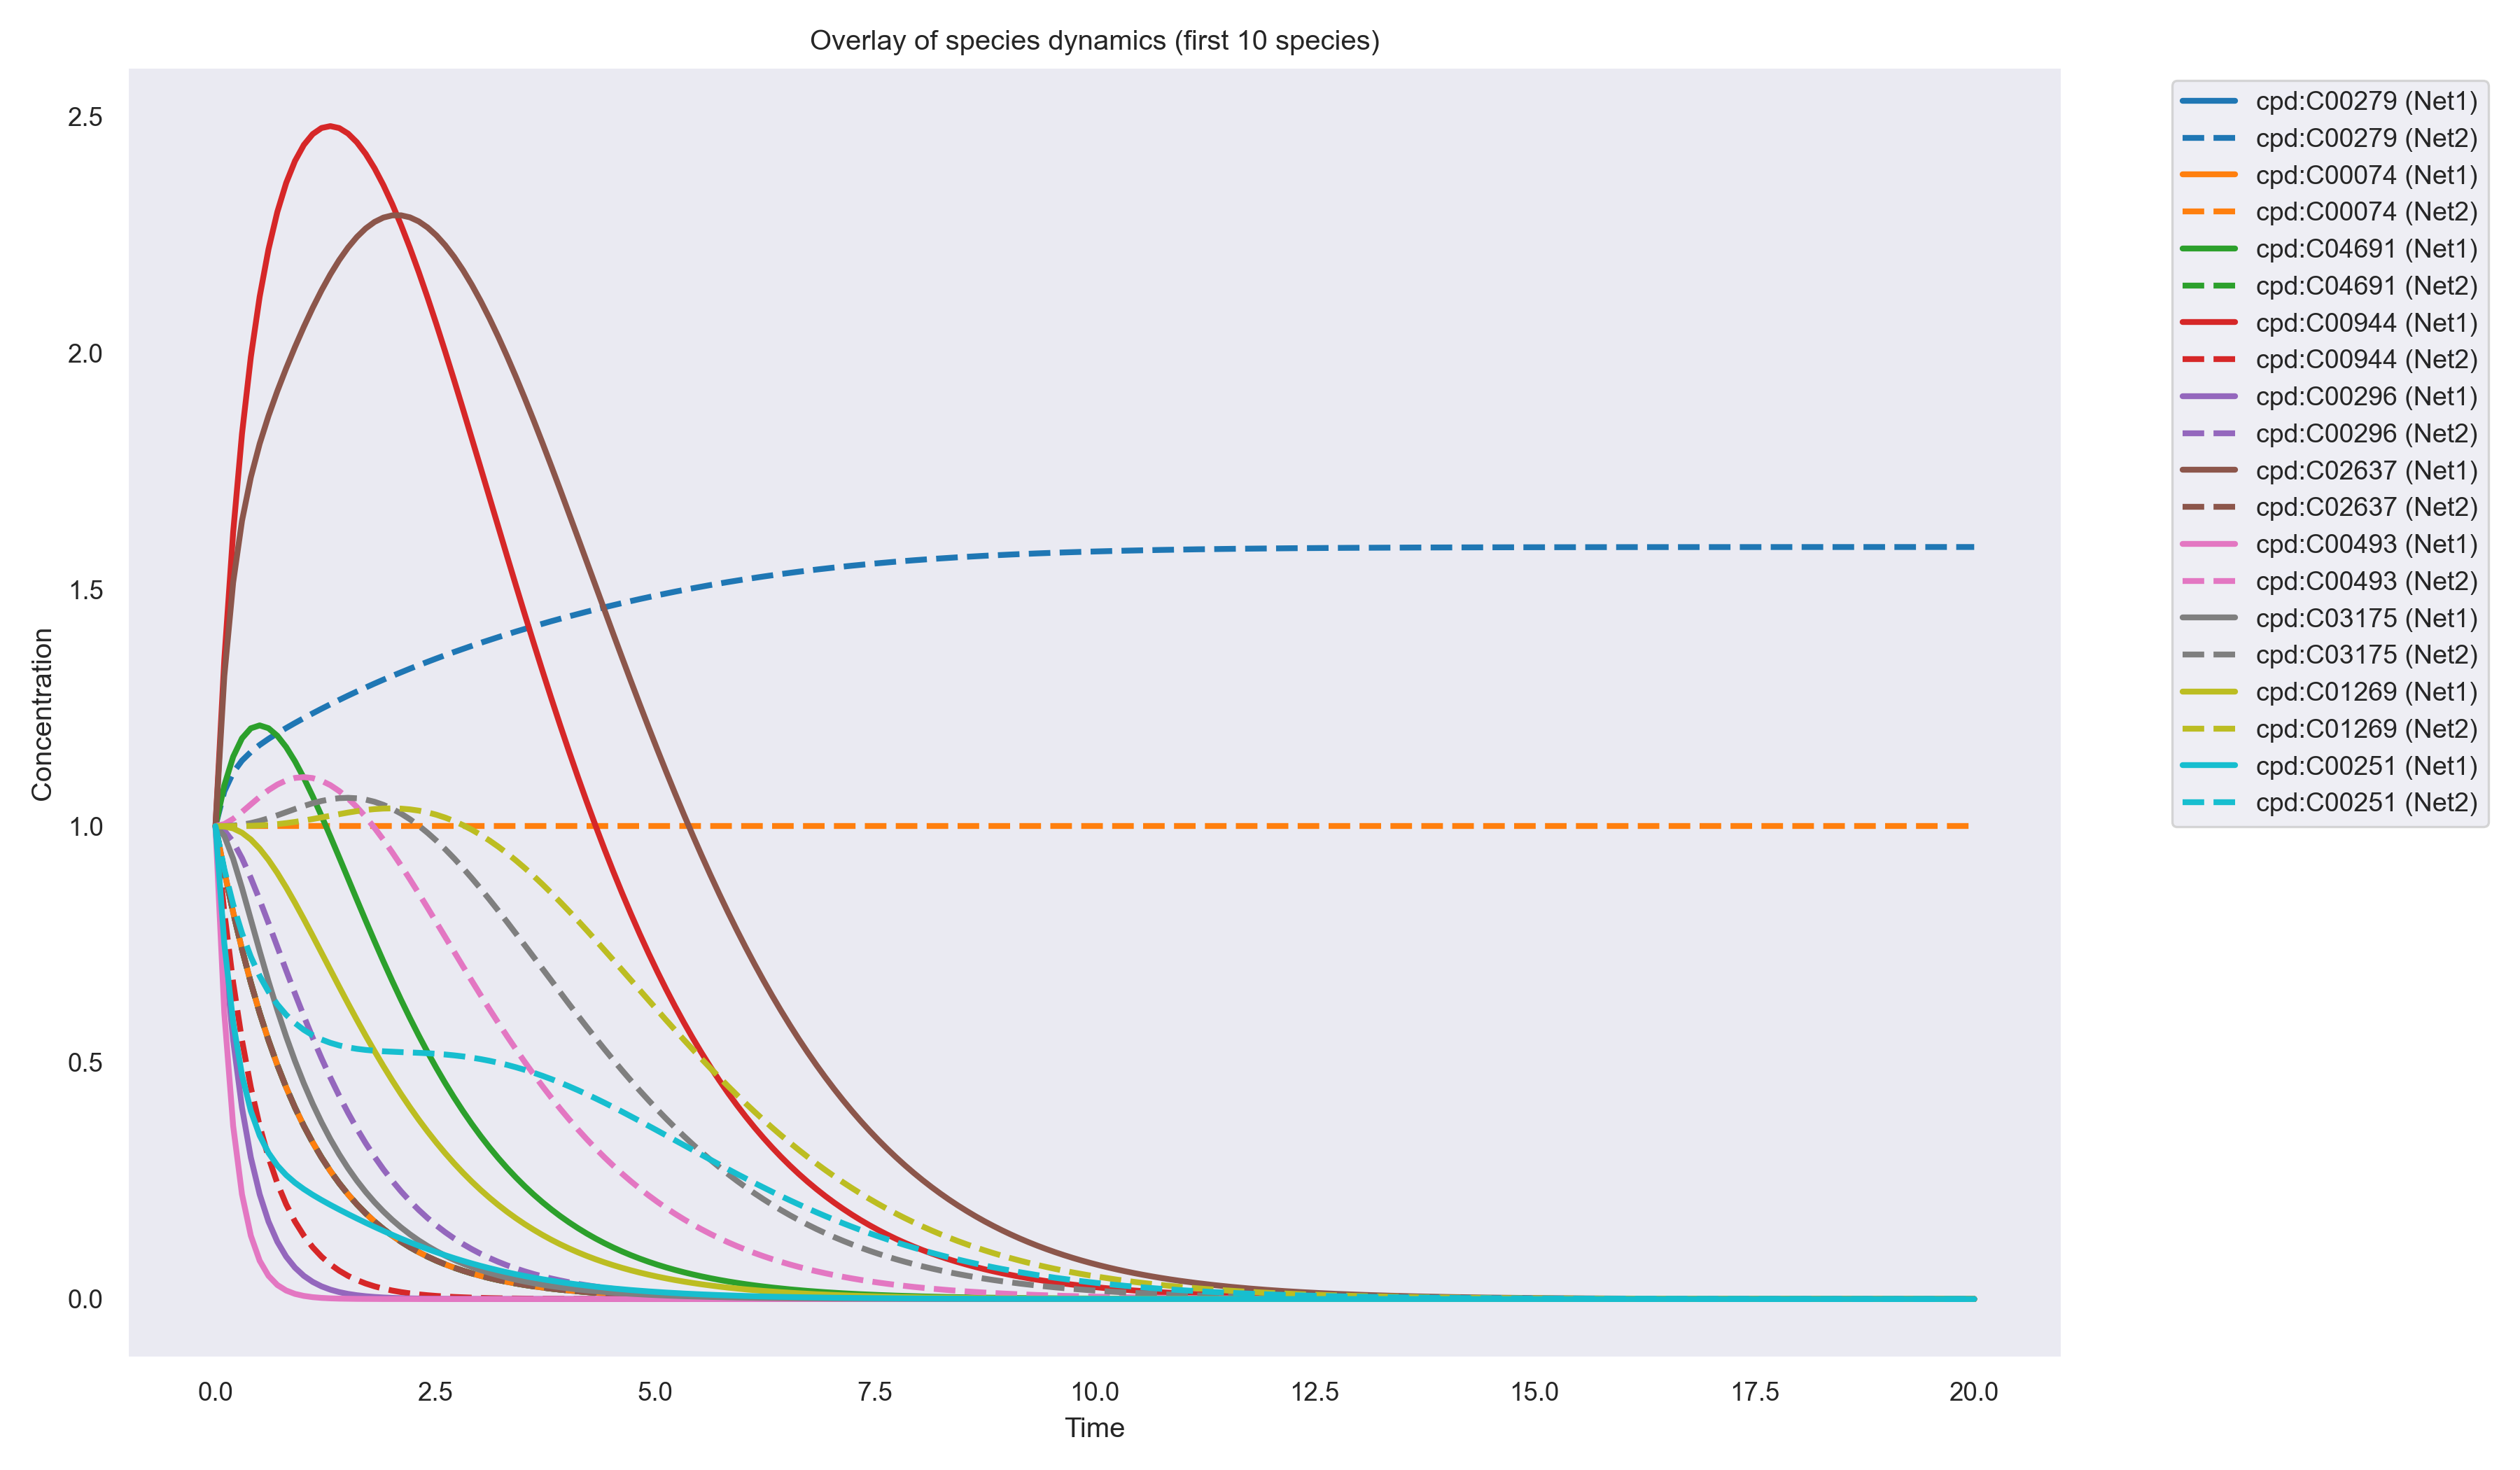 Overlay of species dynamics (first 10 species)
2.5
2.0
1.5
1.0
0.5
0.0
Concentration
0.0 2.5 5.0 7.5 10.0 12.5 15.0 17.5 20.0
Time
cpd:C00279 (Net1)
cpd:C00279 (Net2)
cpd:C00074 (Net1)
cpd:C00074 (Net2)
cpd:C04691 (Net1)
cpd:C04691 (Net2)
cpd:C00944 (Net1)
cpd:C00944 (Net2)
cpd:C00296 (Net1)
cpd:C00296 (Net2)
cpd:C02637 (Net1)
cpd:C02637 (Net2)
cpd:C00493 (Net1)
cpd:C00493 (Net2)
cpd:C03175 (Net1)
cpd:C03175 (Net2)
cpd:C01269 (Net1)
cpd:C01269 (Net2)
cpd:C00251 (Net1)
cpd:C00251 (Net2)